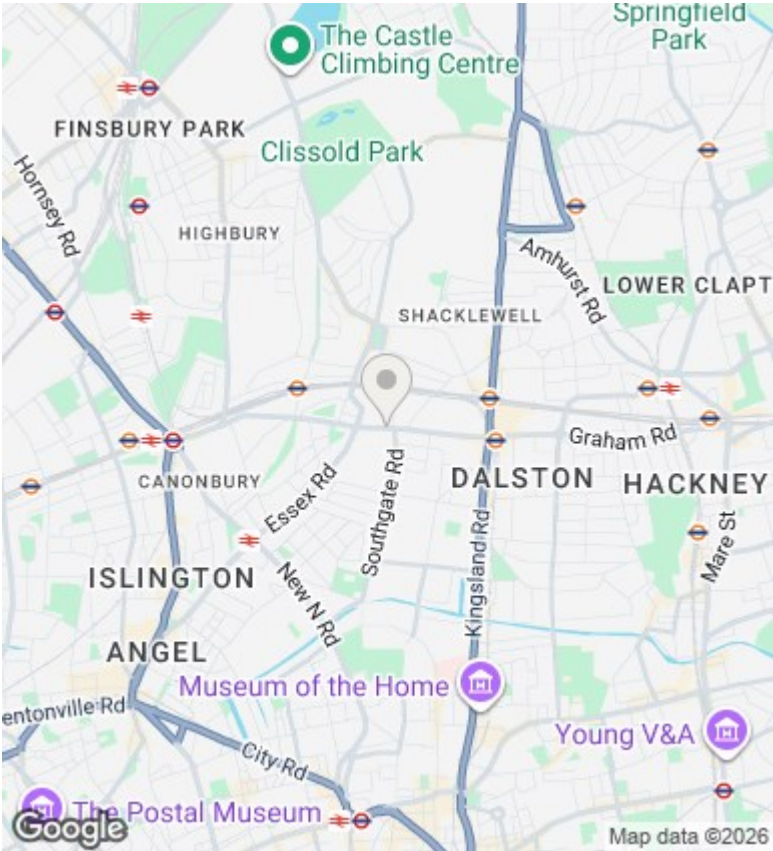 Springfield
Park
The Castle
Climbing Centre
FINSBURY PARK
Clissold Park
Hornsey Rd
HIGHBURY
Amhurst Rd
LOWER CLAPT
SHACKLEWELL
Graham Rd
CANONBURY
Essex Rd
Southgate Rd
DALSTON
HACKNEY
Mare St
ISLINGTON
New N Rd
Kingsland Rd
ANGEL
Museum of the Home
entonville Rd
Young V&A
City Rd
The Postal Museum
Google
Map data ©2026